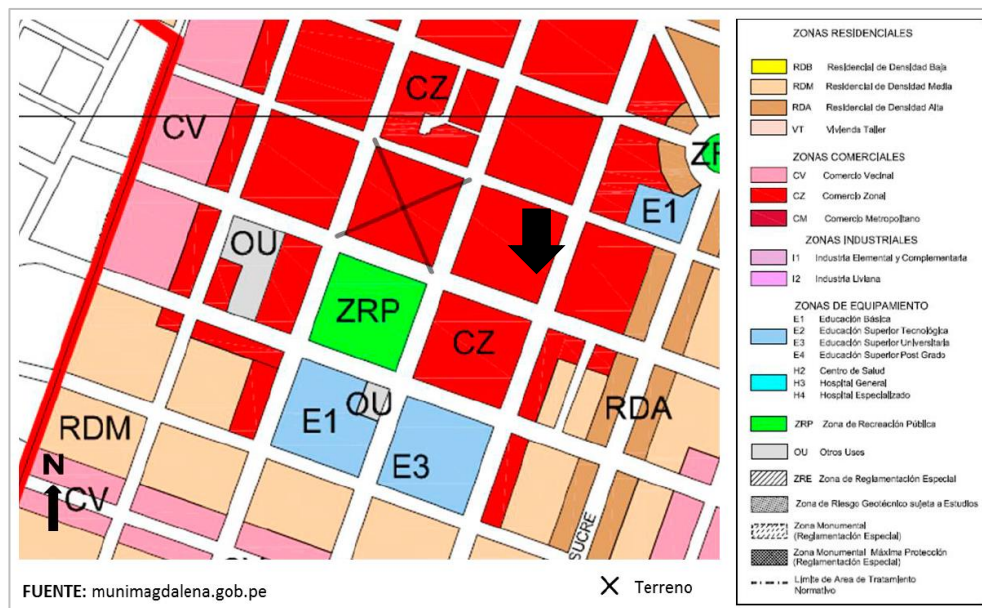 CZ
CV
ZR
E1
OU
ZRP
CZ
OU
E1
RDA
RDM
E3
N
CV
SUCRE
FUENTE: munimagdalena.gob.pe
Terreno
ZONAS RESIDENCIALES
RDB Residencial de Densidad Baja
RDM Residencial de Densidad Media
RDA Residencial de Densidad Alta
VT Vivienda Taller
ZONAS COMERCIALES
CV Comercio Vecinal
CZ Comercio Zonal
CM Comercio Metropolitano
ZONAS INDUSTRIALES
I1 Industria Elemental y Complementaria
I2 Industria Liviana
ZONAS DE EQUIPAMIENTO
E1 Educación Básica
E2 Educación Superior Tecnológica
E3 Educación Superior Universitaria
E4 Educación Superior Post Grado
H2 Centro de Salud
H3 Hospital General
H4 Hospital Especializado
ZRP Zona de Recreación Pública
OU Otros Usos
ZRE Zona de Reglamentación Especial
Zona de Riesgo Geotécnico sujeta a Estudios
Zona Monumental
(Reglamentación Especial)
Zona Monumental Máxima Protección
(Reglamentación Especial)
Límite de Area de Tratamiento
Normativo